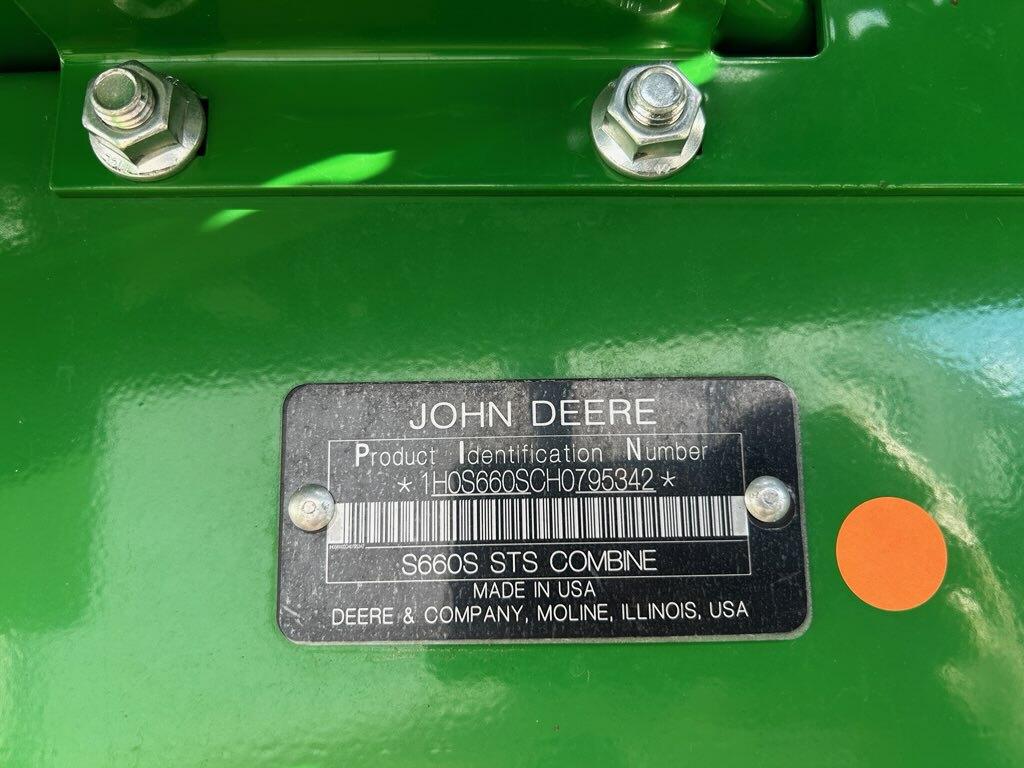 JOHN DEERE
Product Identification Number
*1H0S660SCH0795342*
S660S STS COMBINE
MADE IN USA
DEERE & COMPANY, MOLINE, ILLINOIS, USA